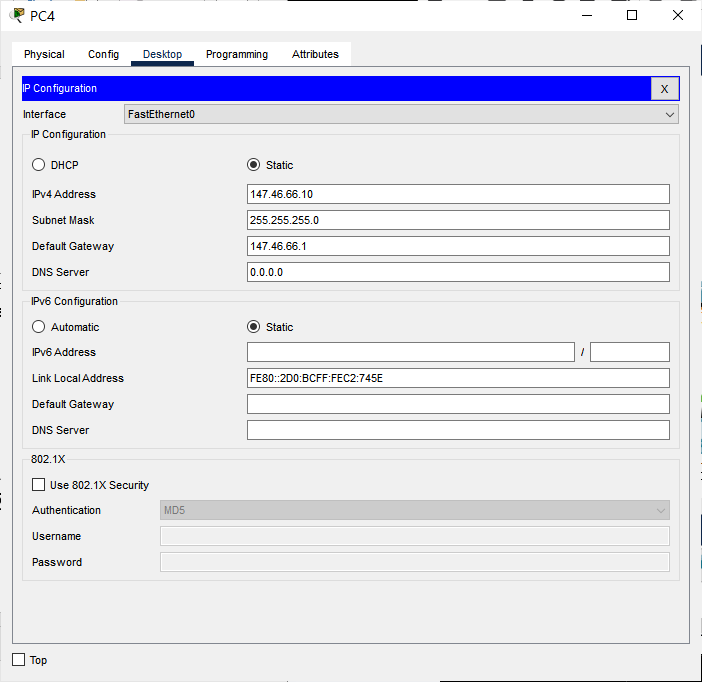 PC4
Physical Config Desktop Programming Attributes
IP Configuration X
Interface FastEthernet0
IP Configuration
DHCP Static
IPv4 Address 147.46.66.10
Subnet Mask 255.255.255.0
Default Gateway 147.46.66.1
DNS Server 0.0.0.0
IPv6 Configuration
Automatic Static
IPv6 Address /
Link Local Address FE80::2D0:BCFF:FEC2:745E
Default Gateway
DNS Server
802.1X
Use 802.1X Security
Authentication MD5
Username
Password
Top